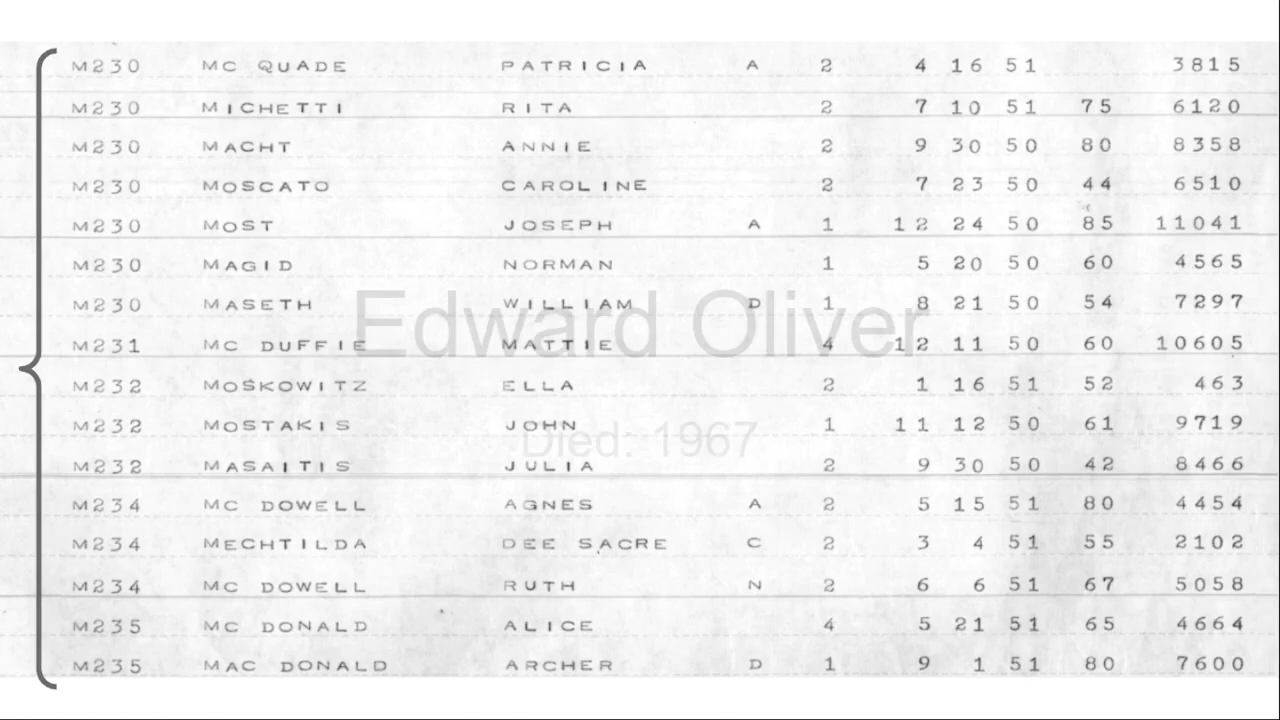 M230 MC QUADE PATRICIA A 2 4 16 51 3815
M230 MICHETTI RITA 2 7 10 51 75 6120
M230 MACHT ANNIE 2 9 30 50 80 8358
M230 MOSCATO CAROLINE 2 7 23 50 44 6510
M230 MOST JOSEPH A 1 12 24 50 85 11041
M230 MAGID NORMAN 1 5 20 50 60 4565
M230 MASETH WILLIAM D 1 8 21 50 54 7297
Edward Oliver
M231 MC DUFFIE MATTIE 4 12 11 50 60 10605
M232 MOSKOWITZ ELLA 2 1 16 51 52 463
M232 MOSTAKIS JOHN 1 11 12 50 61 9719
Died: 1967
M232 MASAITIS JULIA 2 9 30 50 42 8466
M234 MC DOWELL AGNES A 2 5 15 51 80 4454
M234 MECHTILDA DEE SACRE C 2 3 4 51 55 2102
M234 MC DOWELL RUTH N 2 6 6 51 67 5058
M235 MC DONALD ALICE 4 5 21 51 65 4664
M235 MAC DONALD ARCHER D 1 9 1 51 80 7600